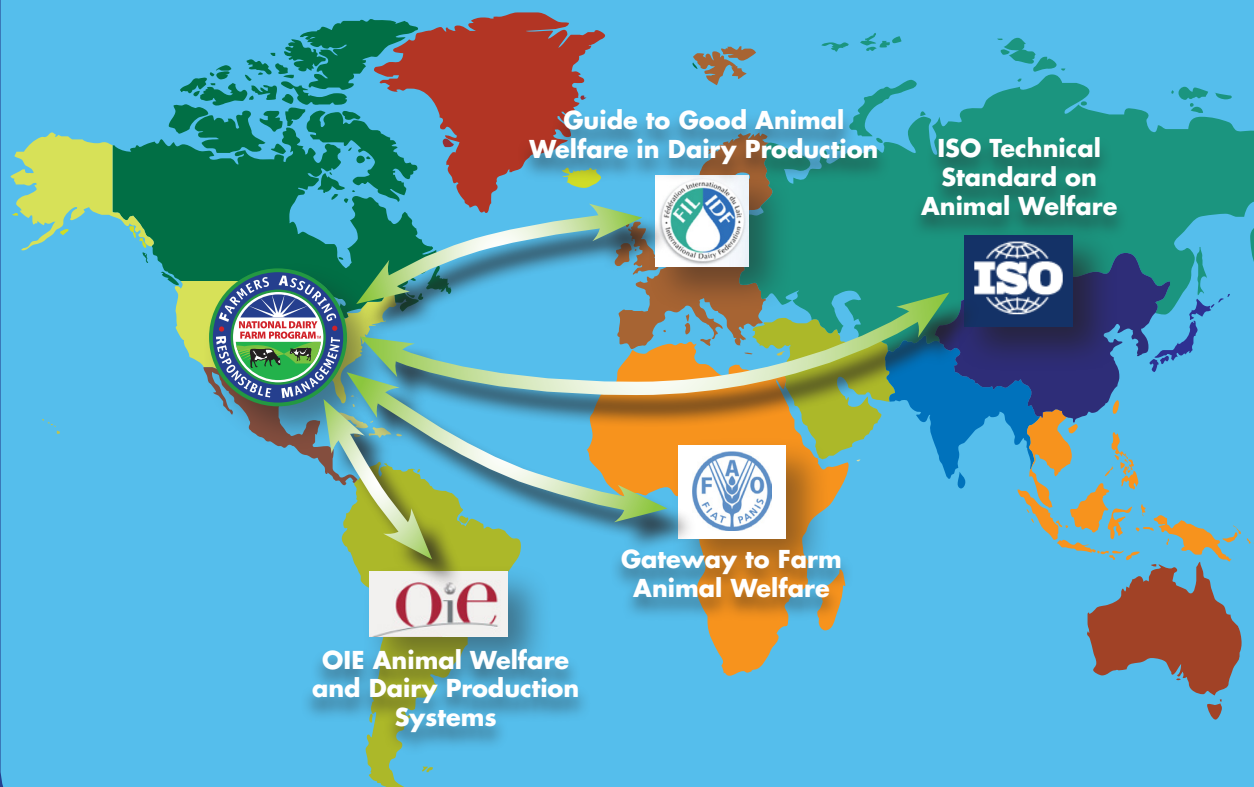 Guide to Good Animal
Welfare in Dairy Production
Fédération Internationale du Lait
FIL IDF
International Dairy Federation
ISO Technical
Standard on
Animal Welfare
ISO
FARMERS ASSURING
NATIONAL DAIRY
FARM PROGRAM
RESPONSIBLE MANAGEMENT
F A O
FIAT PANIS
Gateway to Farm
Animal Welfare
Oie
OIE Animal Welfare
and Dairy Production
Systems